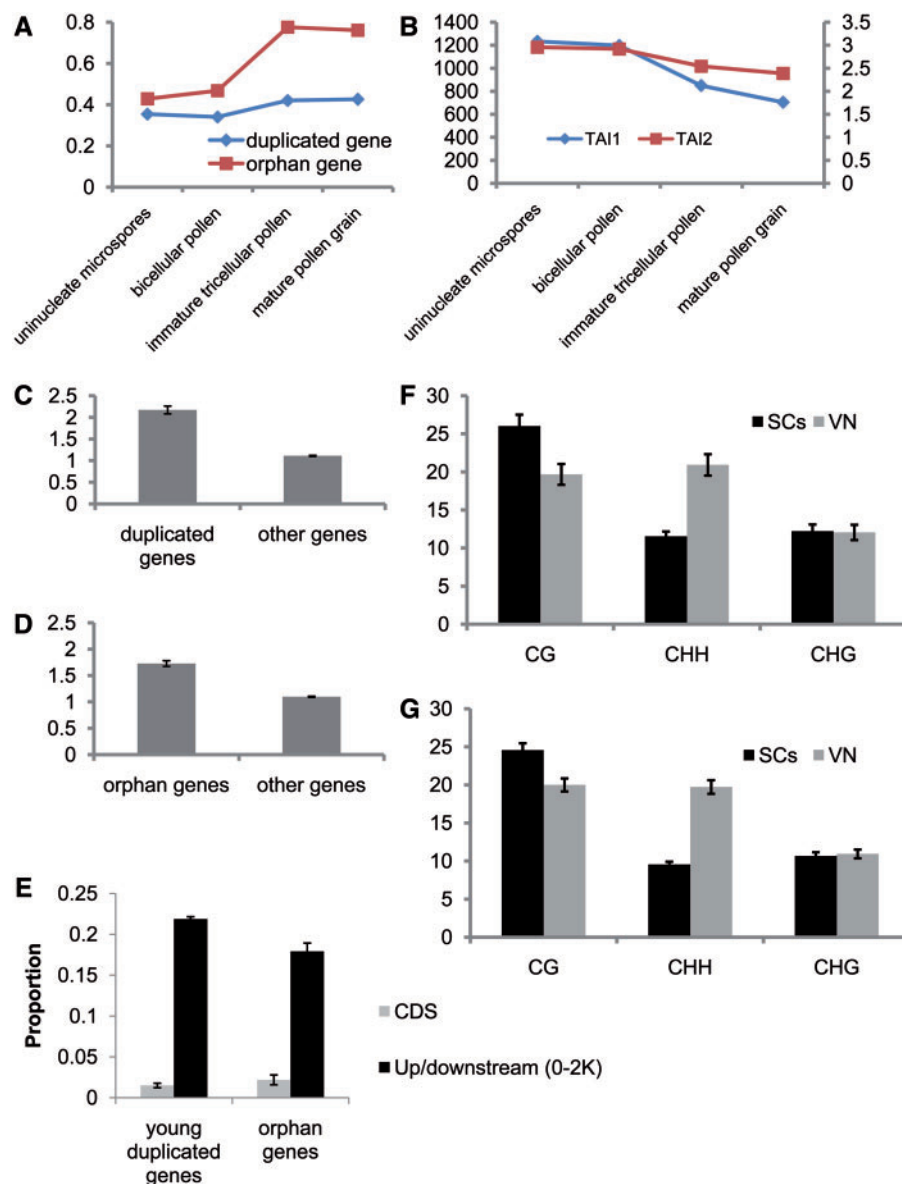 A
0.8
0.6
0.4
0.2
0
duplicated gene
orphan gene
uninucleate microspores
bicellular pollen
immature tricellular pollen
mature pollen grain
B
1400
1200
1000
800
600
400
200
0
3.5
3
2.5
2
1.5
1
0.5
0
TAI1
TAI2
uninucleate microspores
bicellular pollen
immature tricellular pollen
mature pollen grain
C
2.5
2
1.5
1
0.5
0
duplicated
genes
other genes
D
2.5
2
1.5
1
0.5
0
orphan genes
other genes
E
Proportion
0.25
0.2
0.15
0.1
0.05
0
young
duplicated
genes
orphan
genes
CDS
Up/downstream (0-2K)
F
30
25
20
15
10
5
0
SCs
VN
CG
CHH
CHG
G
30
25
20
15
10
5
0
SCs
VN
CG
CHH
CHG